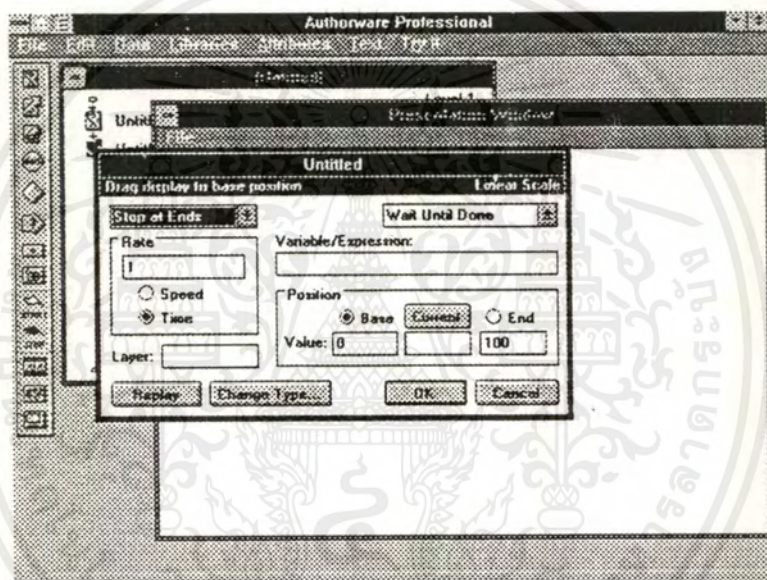 Authorware Professional
File Edit Data Libraries Attributes Text Try It
(Untitled)
Level 1
Untitl
Presentation Window
File
Untitled
Drag display to base position Linear Scale
Stop at Ends Wait Until Done
Rate Variable/Expression:
1
Speed Position
Time Base Current End
Layer: Value: 0 100
Replay Change Type... OK Cancel